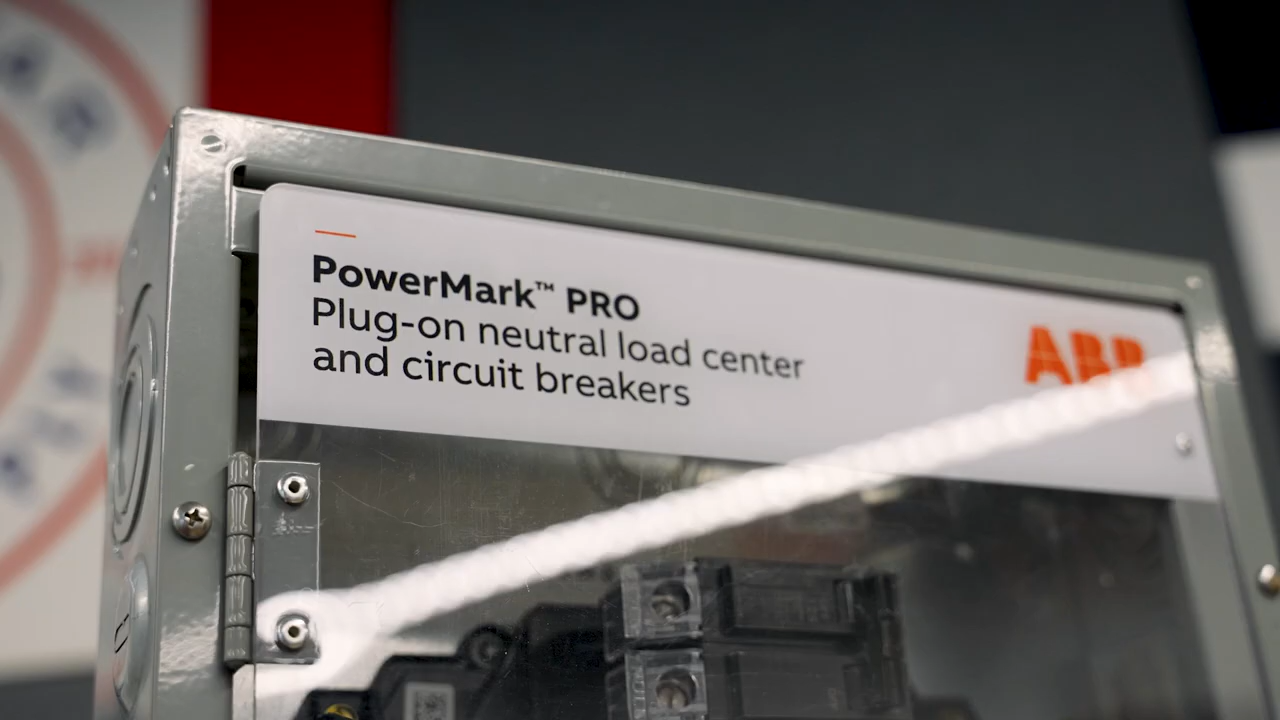 PowerMark™ PRO
Plug-on neutral load center
and circuit breakers
ABB